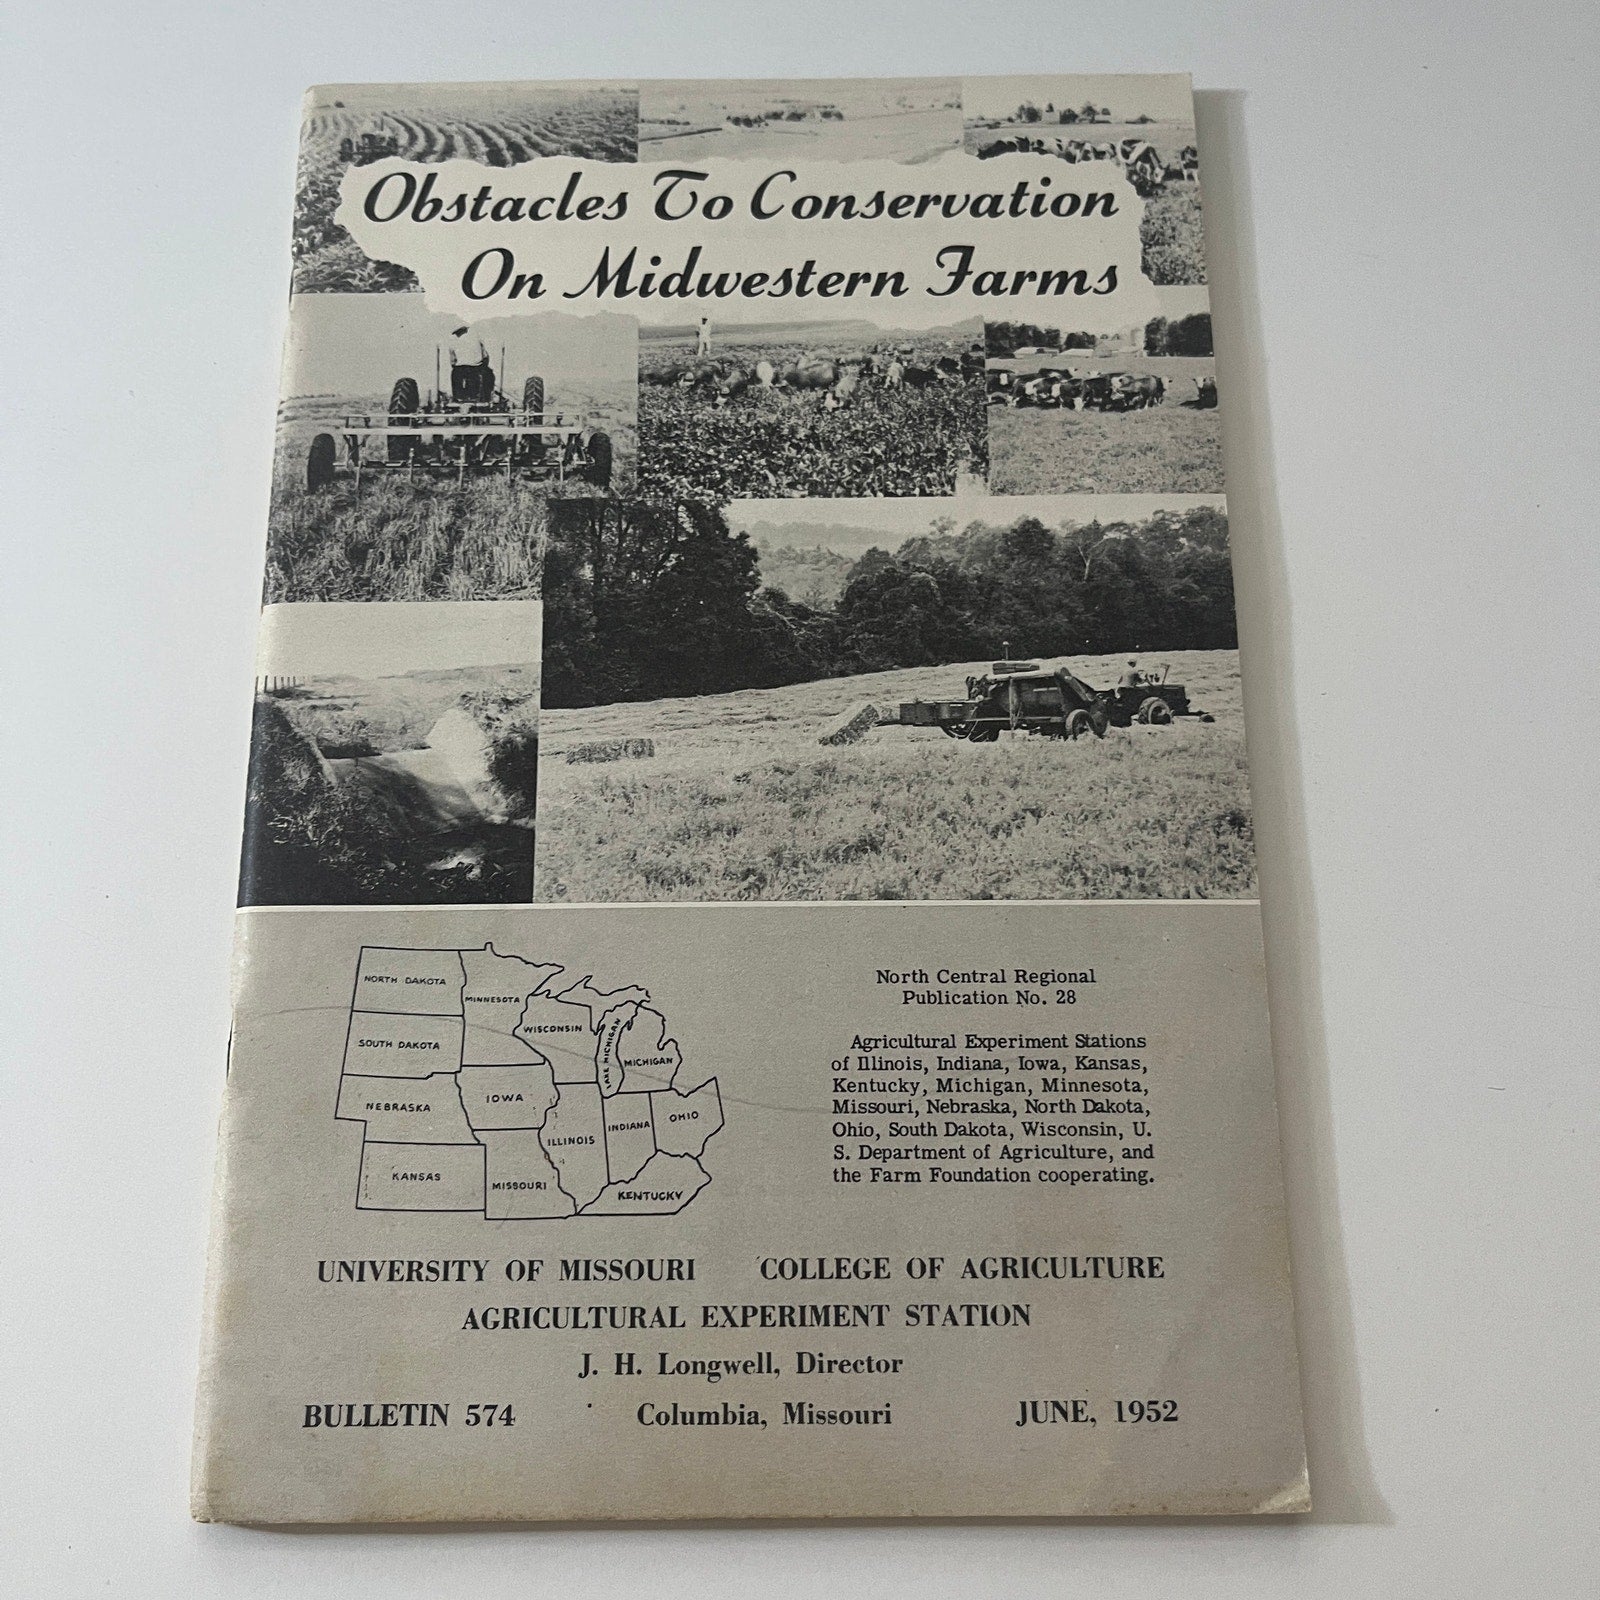 Obstacles To Conservation
On Midwestern Farms
NORTH DAKOTA
MINNESOTA
SOUTH DAKOTA
WISCONSIN
LAKE MICHIGAN
MICHIGAN
NEBRASKA
IOWA
ILLINOIS
INDIANA
OHIO
KANSAS
MISSOURI
KENTUCKY
North Central Regional
Publication No. 28
Agricultural Experiment Stations
of Illinois, Indiana, Iowa, Kansas,
Kentucky, Michigan, Minnesota,
Missouri, Nebraska, North Dakota,
Ohio, South Dakota, Wisconsin, U.
S. Department of Agriculture, and
the Farm Foundation cooperating.
UNIVERSITY OF MISSOURI COLLEGE OF AGRICULTURE
AGRICULTURAL EXPERIMENT STATION
J. H. Longwell, Director
BULLETIN 574 Columbia, Missouri JUNE, 1952